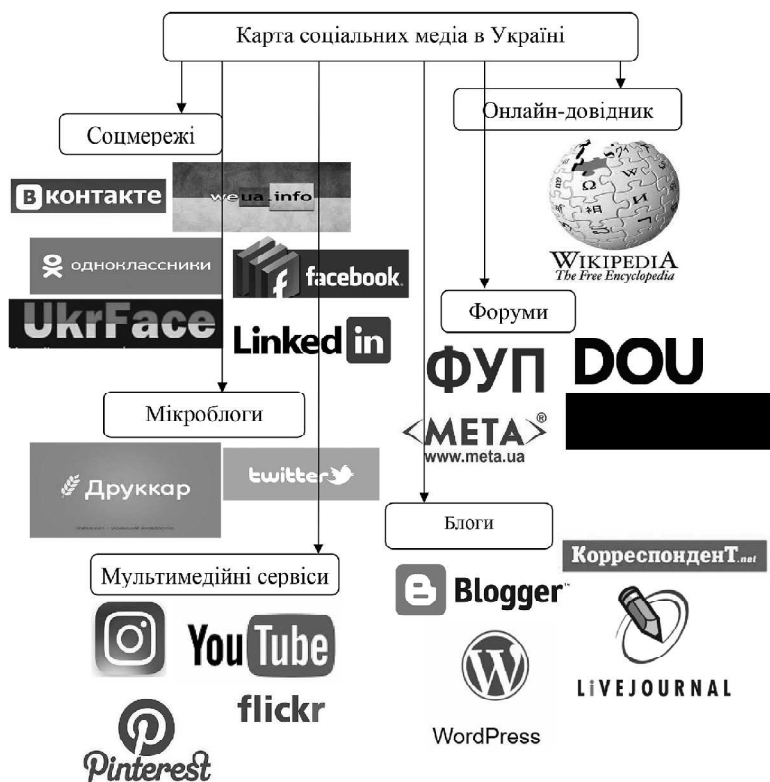 Карта соціальних медіа в Україні
Соцмережі
Онлайн-довідник
В контакте
weua.info
одноклассники
facebook
UkrFace
Linked in
WIKIPEDIA
The Free Encyclopedia
Форуми
ФУП
DOU
<META>®
www.meta.ua
Мікроблоги
Друккар
twitter
Блоги
Корреспондент.net
Blogger™
LiVEJOURNAL
WordPress
Мультимедійні сервіси
YouTube
flickr
Pinterest